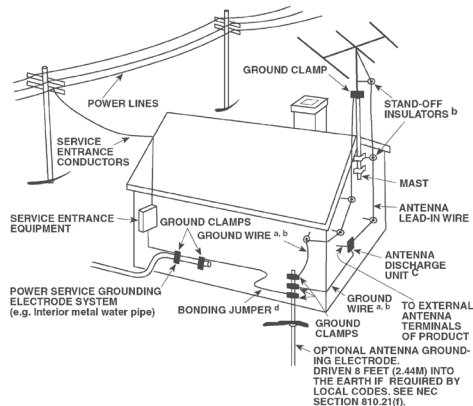 GROUND CLAMP
POWER LINES
STAND-OFF
INSULATORS b
SERVICE
ENTRANCE
CONDUCTORS
MAST
ANTENNA
LEAD-IN WIRE
SERVICE ENTRANCE
EQUIPMENT
GROUND CLAMPS
GROUND WIRE a, b
ANTENNA
DISCHARGE
UNIT C
POWER SERVICE GROUNDING
ELECTRODE SYSTEM
(e.g. Interior metal water pipe)
BONDING JUMPER d
GROUND
WIRE a, b
TO EXTERNAL
ANTENNA
TERMINALS
OF PRODUCT
GROUND
CLAMPS
OPTIONAL ANTENNA GROUND-
ING ELECTRODE.
DRIVEN 8 FEET (2.44M) INTO
THE EARTH IF REQUIRED BY
LOCAL CODES. SEE NEC
SECTION 810.21(f).